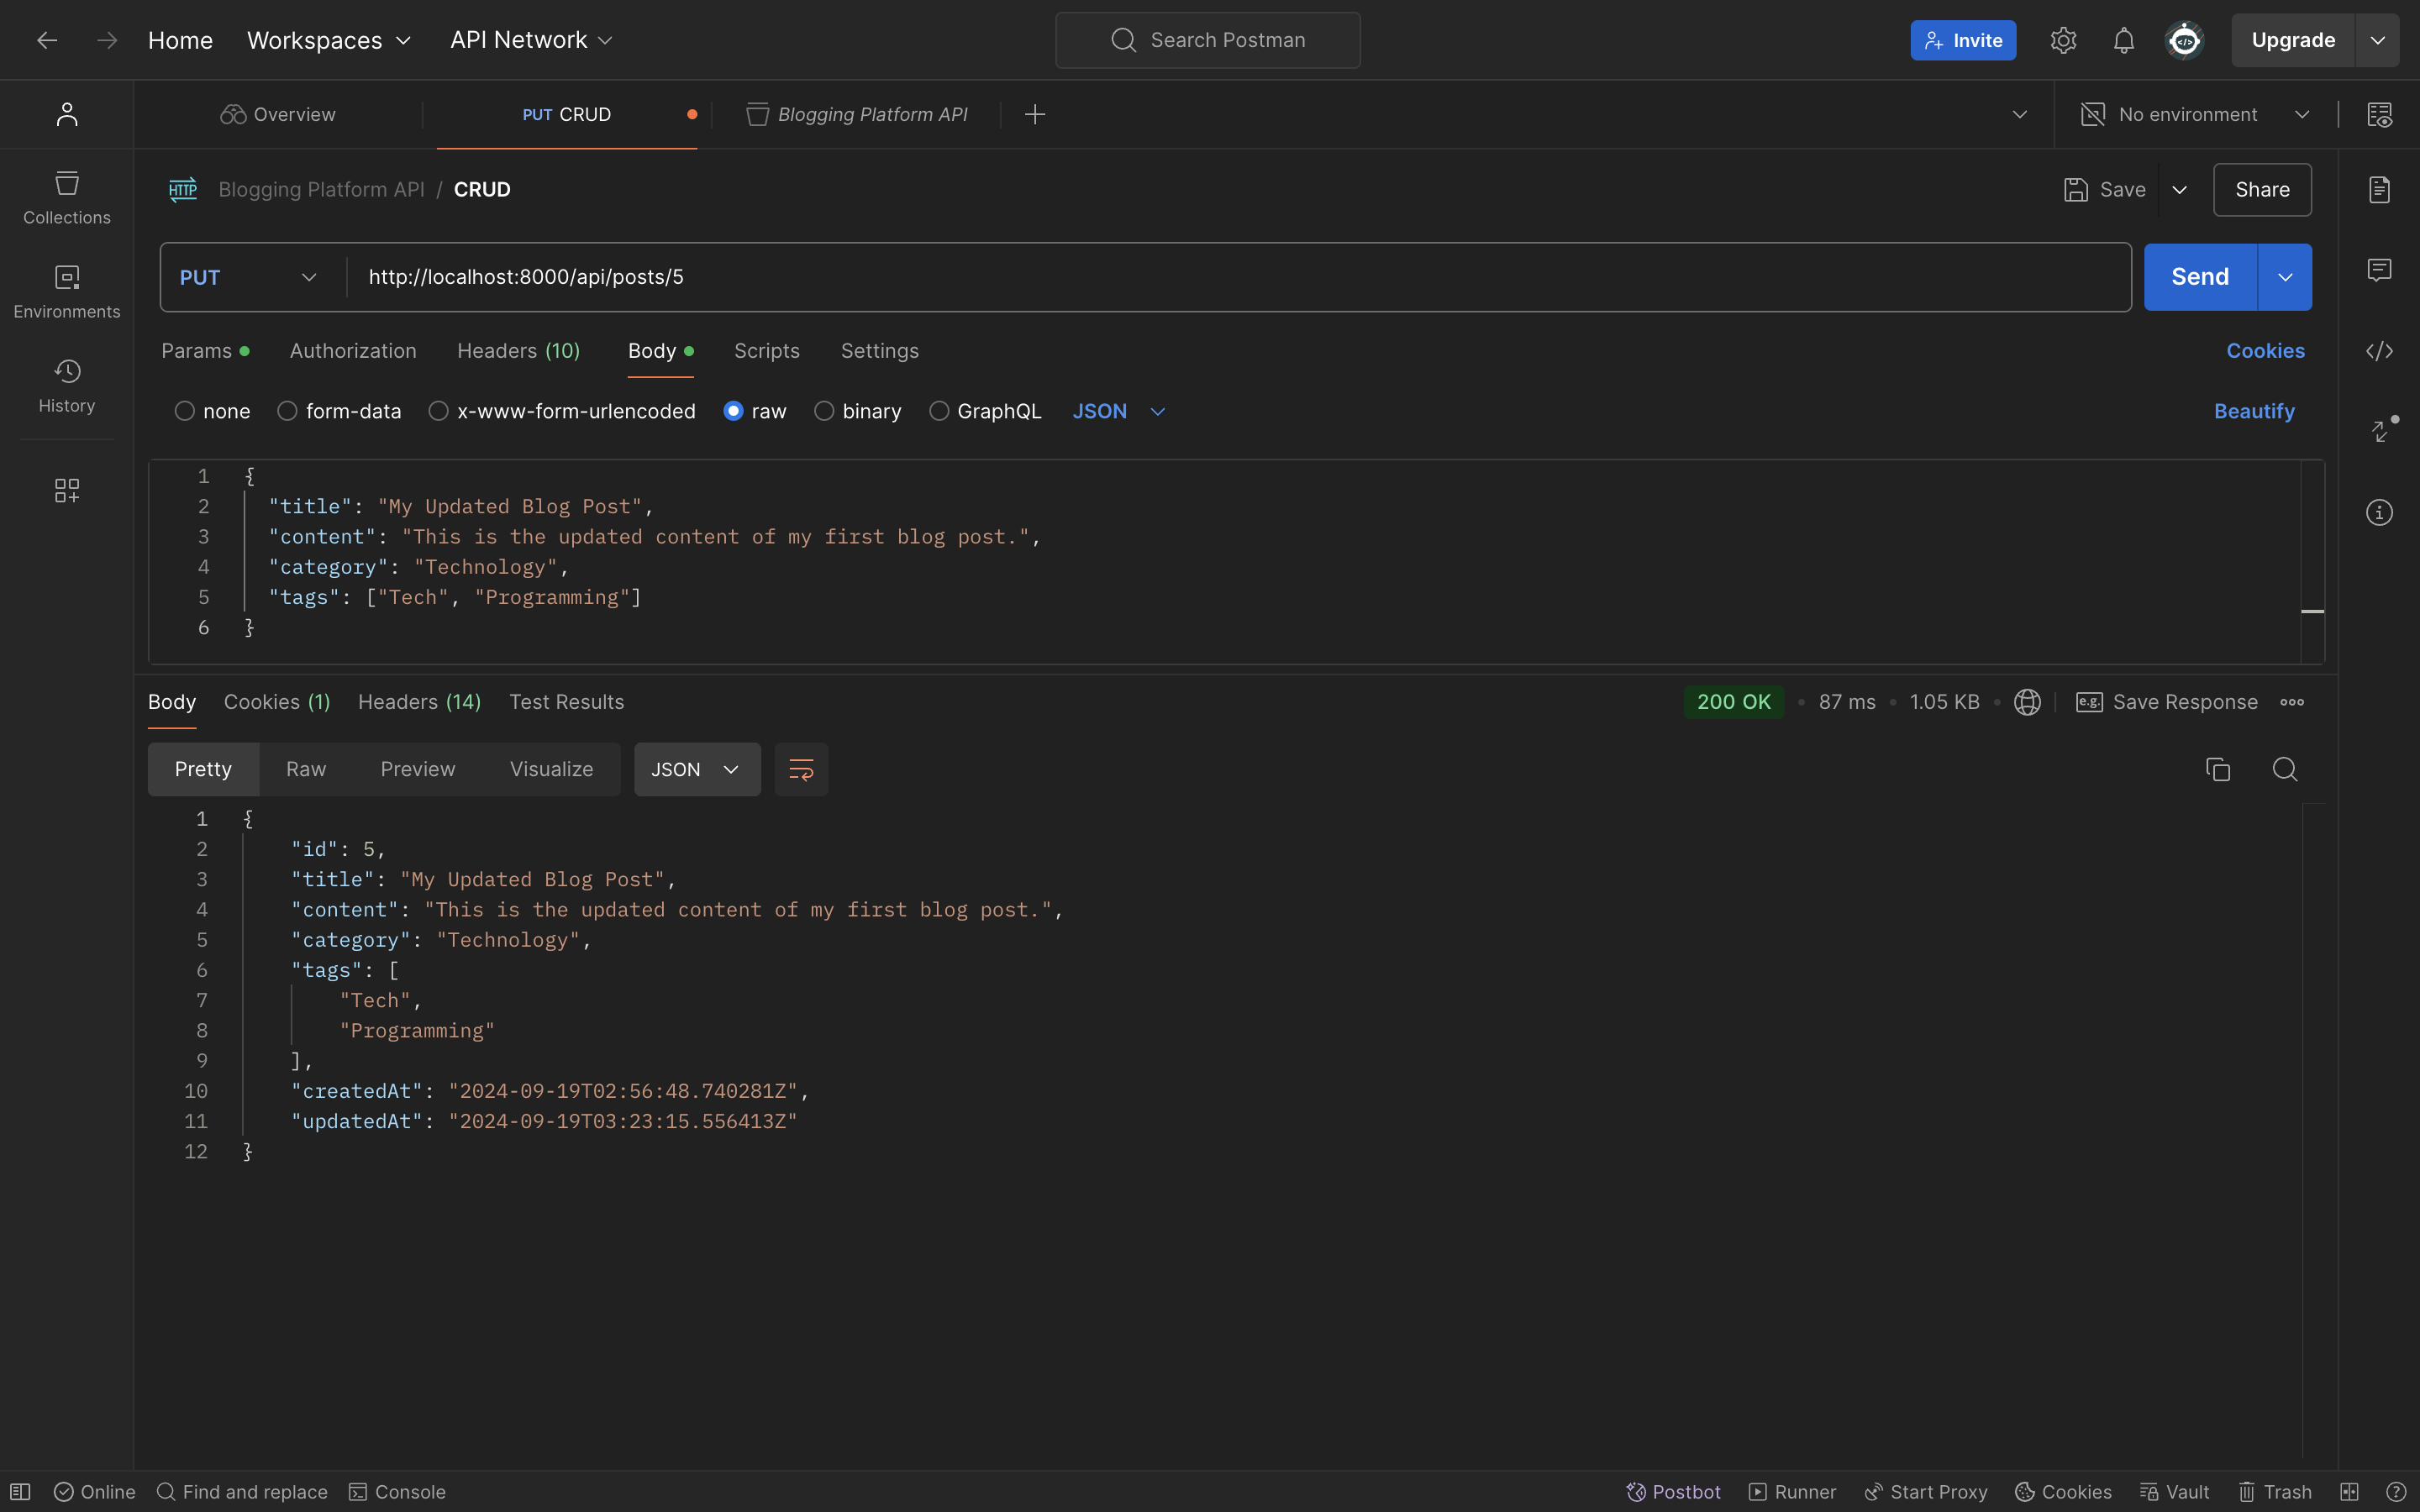 Home Workspaces API Network Search Postman Invite Upgrade
Overview PUT CRUD Blogging Platform API No environment
HTTP Blogging Platform API / CRUD Save Share
Collections
PUT http://localhost:8000/api/posts/5 Send
Environments
Params Authorization Headers (10) Body Scripts Settings Cookies
History
none form-data x-www-form-urlencoded raw binary GraphQL JSON Beautify
1 {
2 "title": "My Updated Blog Post",
3 "content": "This is the updated content of my first blog post.",
4 "category": "Technology",
5 "tags": ["Tech", "Programming"]
6 }
Body Cookies (1) Headers (14) Test Results 200 OK • 87 ms • 1.05 KB • e.g. Save Response
Pretty Raw Preview Visualize JSON
1 {
2 "id": 5,
3 "title": "My Updated Blog Post",
4 "content": "This is the updated content of my first blog post.",
5 "category": "Technology",
6 "tags": [
7 "Tech",
8 "Programming"
9 ],
10 "createdAt": "2024-09-19T02:56:48.740281Z",
11 "updatedAt": "2024-09-19T03:23:15.556413Z"
12 }
Online Find and replace Console Postbot Runner Start Proxy Cookies Vault Trash